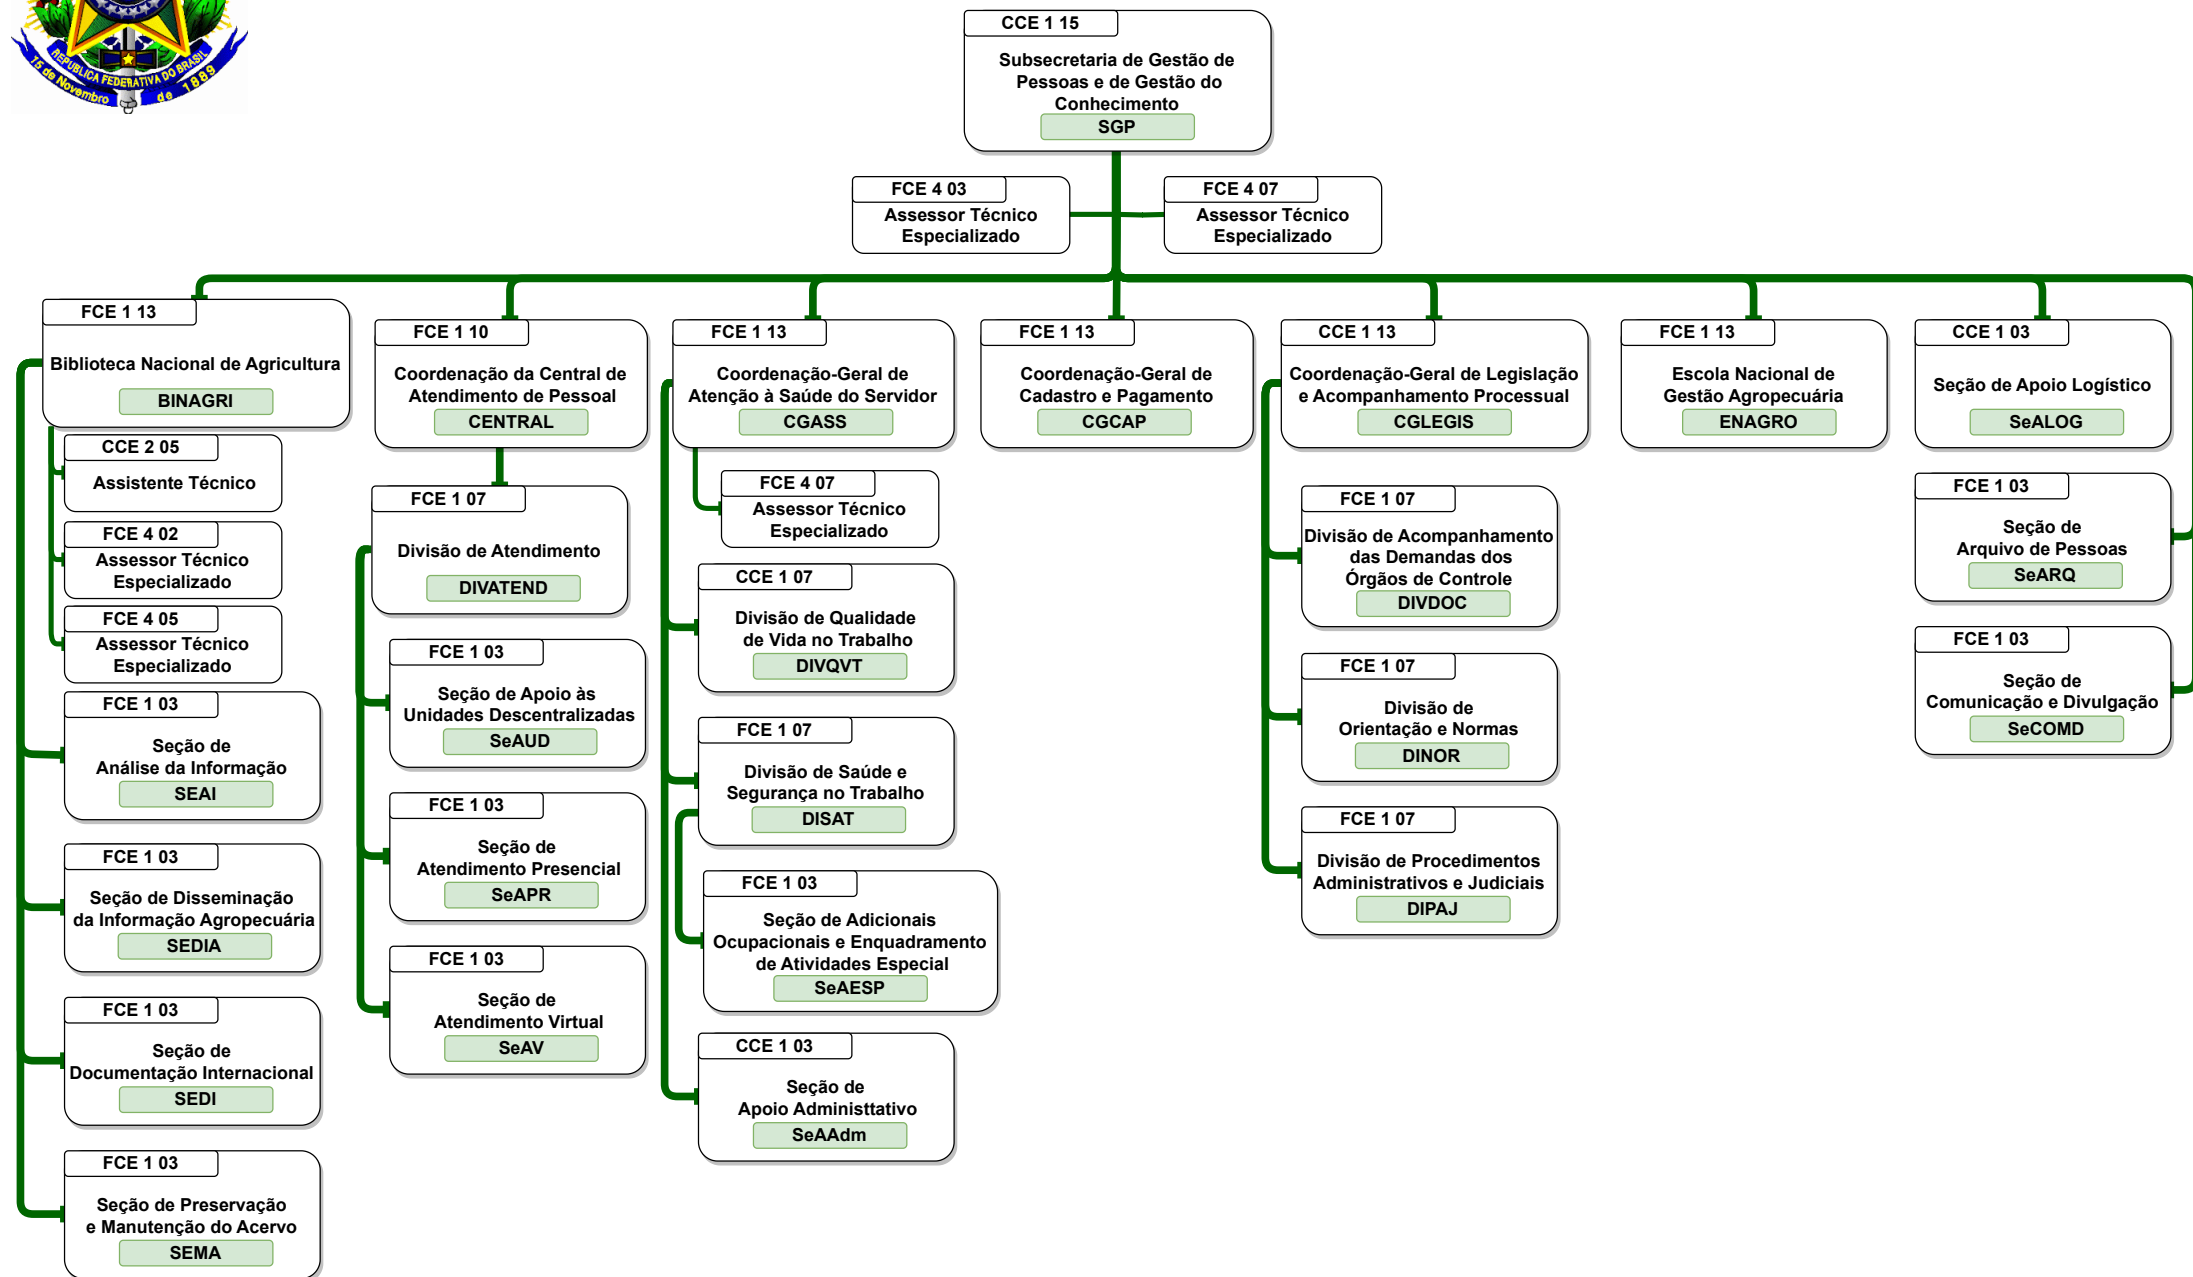 REPUBLICA FEDERATIVA DO BRASIL
15 de Novembro de 1889
CCE 1 15
Subsecretaria de Gestão de
Pessoas e de Gestão do
Conhecimento
SGP
FCE 4 03
Assessor Técnico
Especializado
FCE 4 07
Assessor Técnico
Especializado
FCE 1 13
Biblioteca Nacional de Agricultura
BINAGRI
CCE 2 05
Assistente Técnico
FCE 4 02
Assessor Técnico
Especializado
FCE 4 05
Assessor Técnico
Especializado
FCE 1 03
Seção de
Análise da Informação
SEAI
FCE 1 03
Seção de Disseminação
da Informação Agropecuária
SEDIA
FCE 1 03
Seção de
Documentação Internacional
SEDI
FCE 1 03
Seção de Preservação
e Manutenção do Acervo
SEMA
FCE 1 10
Coordenação da Central de
Atendimento de Pessoal
CENTRAL
FCE 1 07
Divisão de Atendimento
DIVATEND
FCE 1 03
Seção de Apoio às
Unidades Descentralizadas
SeAUD
FCE 1 03
Seção de
Atendimento Presencial
SeAPR
FCE 1 03
Seção de
Atendimento Virtual
SeAV
FCE 1 13
Coordenação-Geral de
Atenção à Saúde do Servidor
CGASS
FCE 4 07
Assessor Técnico
Especializado
CCE 1 07
Divisão de Qualidade
de Vida no Trabalho
DIVQVT
FCE 1 07
Divisão de Saúde e
Segurança no Trabalho
DISAT
FCE 1 03
Seção de Adicionais
Ocupacionais e Enquadramento
de Atividades Especial
SeAESP
CCE 1 03
Seção de
Apoio Administtativo
SeAAdm
FCE 1 13
Coordenação-Geral de
Cadastro e Pagamento
CGCAP
CCE 1 13
Coordenação-Geral de Legislação
e Acompanhamento Processual
CGLEGIS
FCE 1 07
Divisão de Acompanhamento
das Demandas dos
Órgãos de Controle
DIVDOC
FCE 1 07
Divisão de
Orientação e Normas
DINOR
FCE 1 07
Divisão de Procedimentos
Administrativos e Judiciais
DIPAJ
FCE 1 13
Escola Nacional de
Gestão Agropecuária
ENAGRO
CCE 1 03
Seção de Apoio Logístico
SeALOG
FCE 1 03
Seção de
Arquivo de Pessoas
SeARQ
FCE 1 03
Seção de
Comunicação e Divulgação
SeCOMD